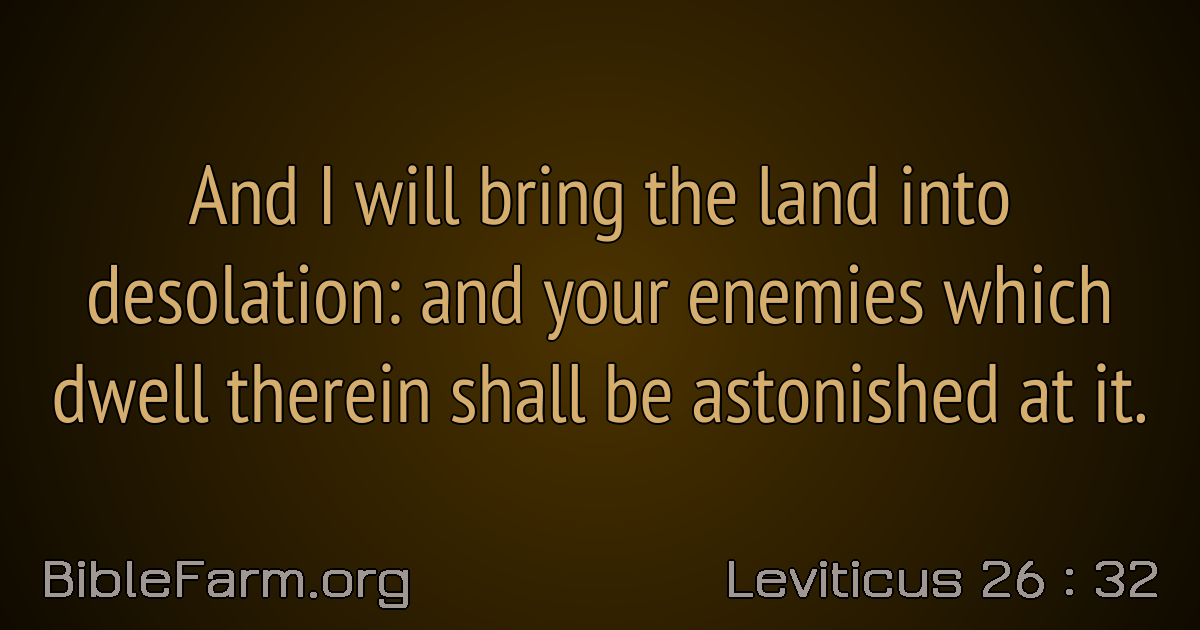 And I will bring the land into
desolation: and your enemies which
dwell therein shall be astonished at it.
BibleFarm.org
Leviticus 26 : 32